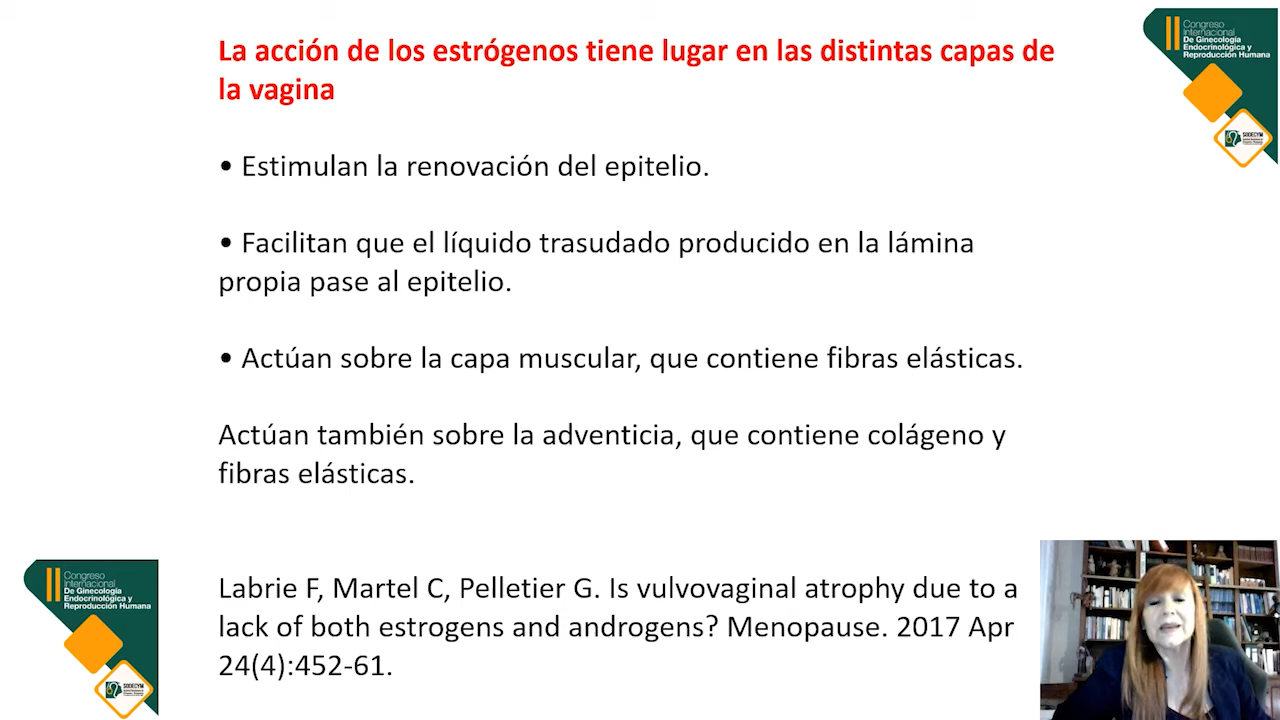 La acción de los estrógenos tiene lugar en las distintas capas de
la vagina
• Estimulan la renovación del epitelio.
• Facilitan que el líquido trasudado producido en la lámina
propia pase al epitelio.
• Actúan sobre la capa muscular, que contiene fibras elásticas.
Actúan también sobre la adventicia, que contiene colágeno y
fibras elásticas.
Labrie F, Martel C, Pelletier G. Is vulvovaginal atrophy due to a
lack of both estrogens and androgens? Menopause. 2017 Apr
24(4):452-61.
II Congreso
Internacional
De Ginecología
Endocrinológica y
Reproducción Humana
SODECYM
II Congreso
Internacional
De Ginecología
Endocrinológica y
Reproducción Humana
SODECYM